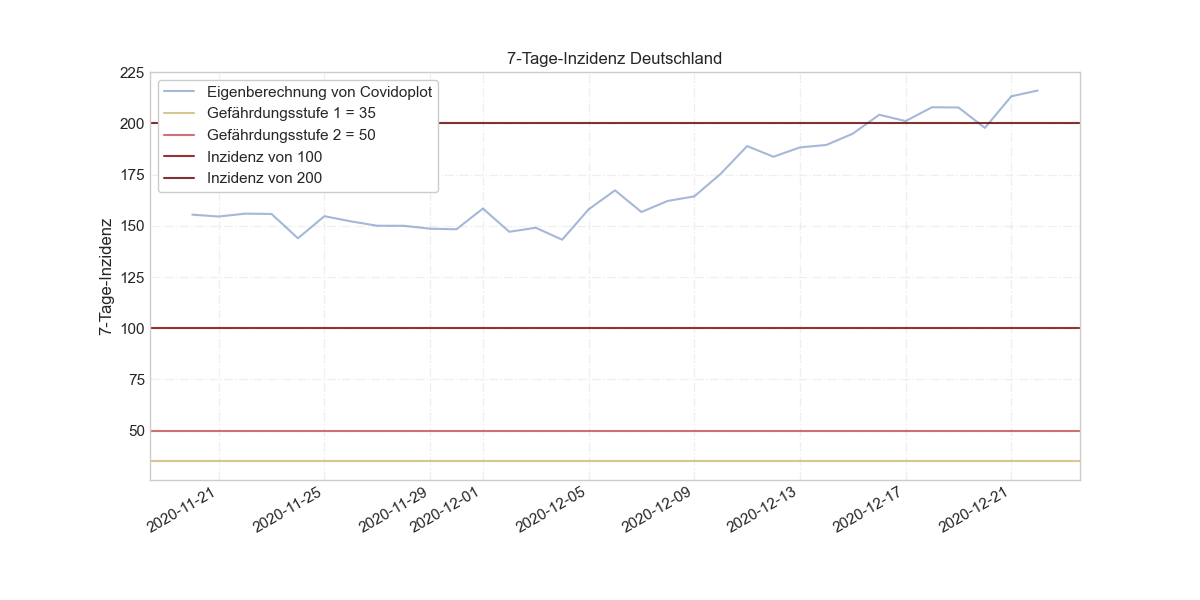 7-Tage-Inzidenz Deutschland
225
200
175
150
125
100
75
50
7-Tage-Inzidenz
Eigenberechnung von Covidoplot
Gefährdungsstufe 1 = 35
Gefährdungsstufe 2 = 50
Inzidenz von 100
Inzidenz von 200
2020-11-21
2020-11-25
2020-11-29
2020-12-01
2020-12-05
2020-12-09
2020-12-13
2020-12-17
2020-12-21